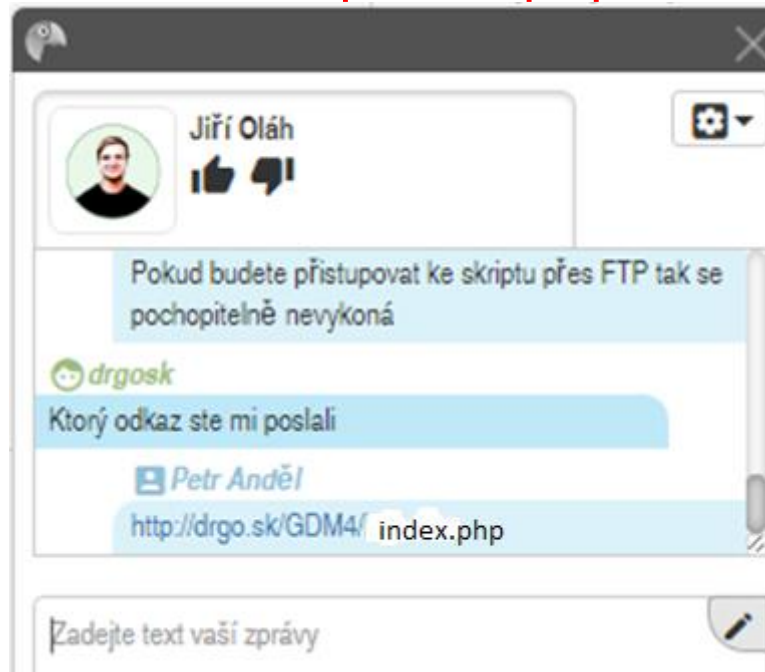 Jiří Oláh
Pokud budete přistupovat ke skriptu přes FTP tak se
pochopitelně nevykoná
drgosk
Ktorý odkaz ste mi poslali
Petr Anděl
http://drgo.sk/GDM4/ index.php
Zadejte text vaší zprávy